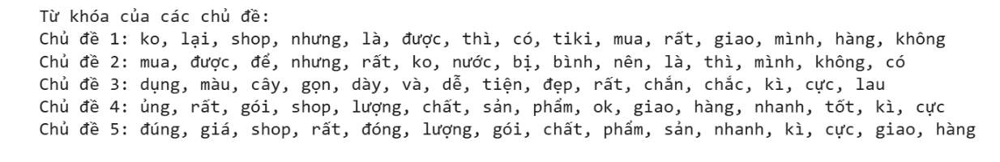 Từ khóa của các chủ đề:
Chủ đề 1: ko, lại, shop, nhưng, là, được, thì, có, tiki, mua, rất, giao, mình, hàng, không
Chủ đề 2: mua, được, để, nhưng, rất, ko, nước, bị, bình, nên, là, thì, mình, không, có
Chủ đề 3: dụng, màu, cây, gọn, dày, và, dễ, tiện, đẹp, rất, chắn, chắc, kì, cực, lau
Chủ đề 4: ủng, rất, gói, shop, lượng, chất, sản, phẩm, ok, giao, hàng, nhanh, tốt, kì, cực
Chủ đề 5: đúng, giá, shop, rất, đóng, lượng, gói, chất, phẩm, sản, nhanh, kì, cực, giao, hàng